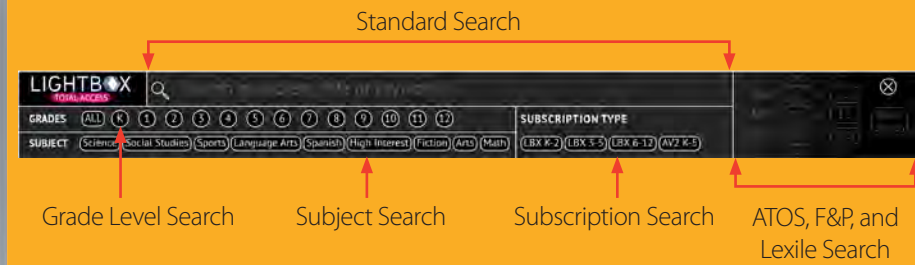 Standard Search
LIGHTBOX
TOTAL ACCESS
GRADES ALL K 1 2 3 4 5 6 7 8 9 10 11 12
SUBSCRIPTION TYPE
SUBJECT Science Social Studies Sports Language Arts Spanish High Interest Fiction Arts Math
LBX K-2 LBX 3-5 LBX 6-12 AV2 K-5
Grade Level Search
Subject Search
Subscription Search
ATOS, F&P, and
Lexile Search